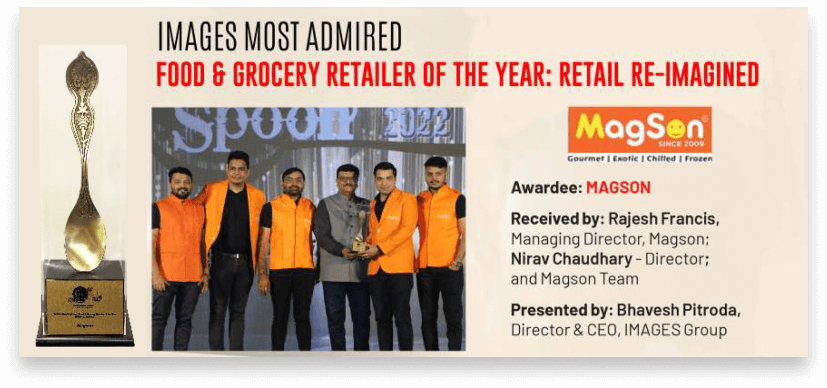 IMAGES MOST ADMIRED
FOOD & GROCERY RETAILER OF THE YEAR: RETAIL RE-IMAGINED
Spoon 2022
MagSon®
SINCE 2009
Gourmet | Exotic | Chilled | Frozen
Awardee: MAGSON
Received by: Rajesh Francis,
Managing Director, Magson;
Nirav Chaudhary - Director;
and Magson Team
Presented by: Bhavesh Pitroda,
Director & CEO, IMAGES Group